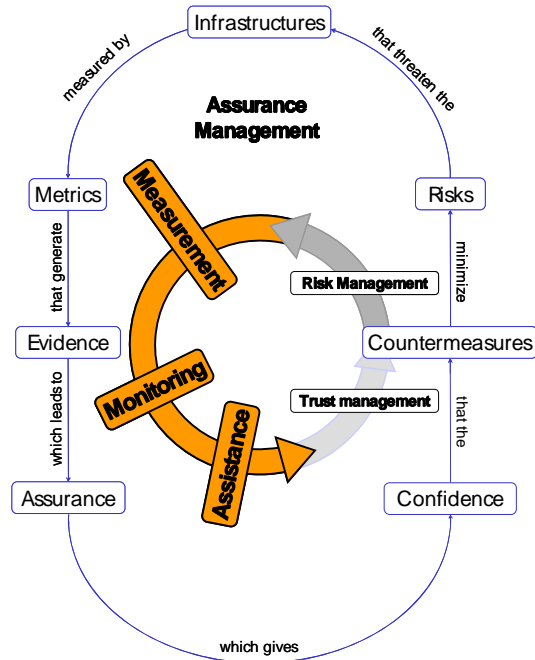 Infrastructures
measured by
that threaten the
Assurance
Management
Metrics
Measurement
Risks
that generate
Risk Management
minimize
Evidence
Countermeasures
which leads to
Monitoring
Trust management
that the
Assistance
Assurance
Confidence
which gives